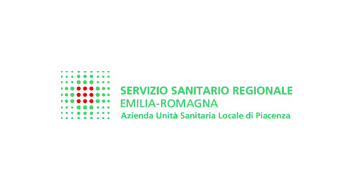 SERVIZIO SANITARIO REGIONALE
EMILIA-ROMAGNA
Azienda Unità Sanitaria Locale di Piacenza